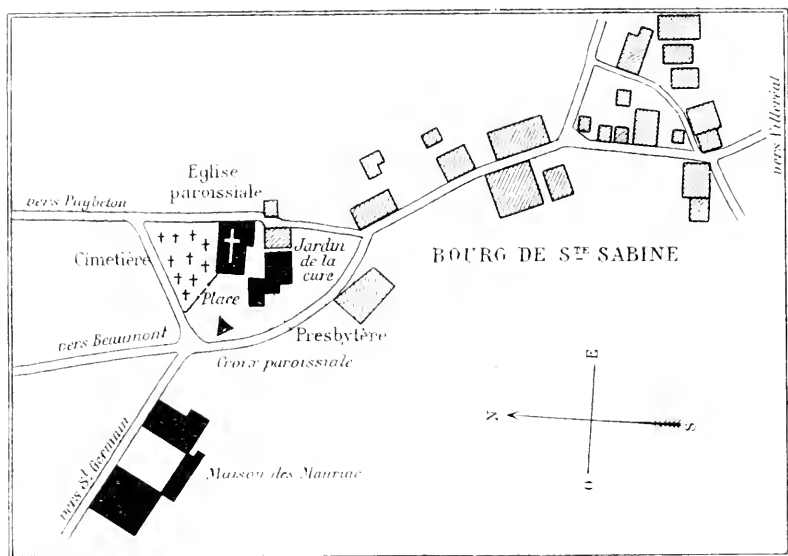 vers Villeréal
Eglise
paroissiale
vers Puybeton
Cimetière
Jardin
de la
cure
BOURG DE STE SABINE
Place
vers Beaumont
Presbytère
Croix paroissiale
E
N
S
O
vers St Germain
Maison des Mauriac